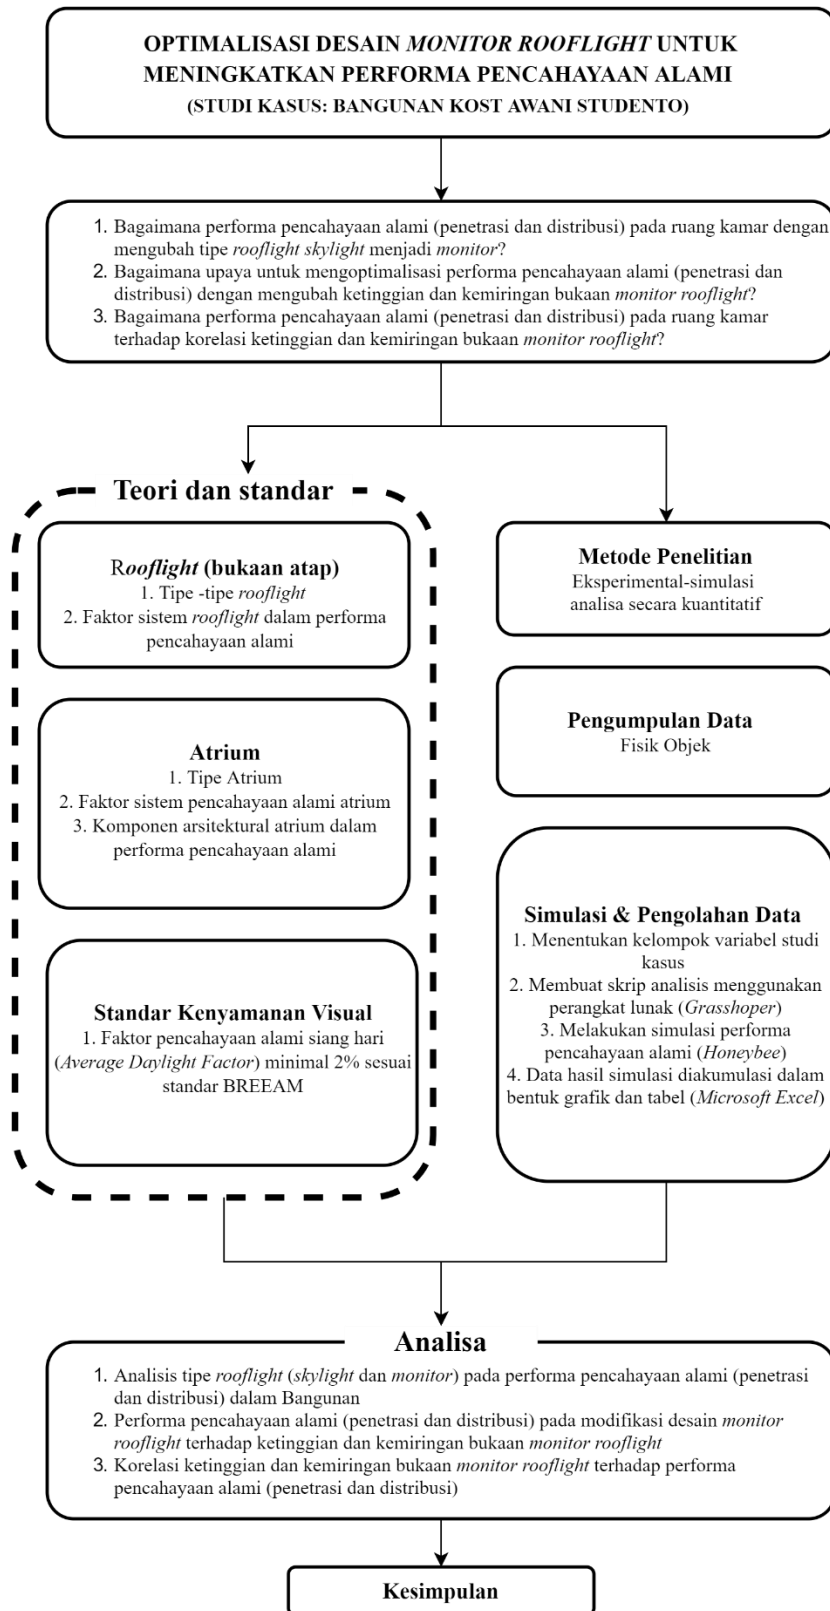 OPTIMALISASI DESAIN MONITOR ROOFLIGHT UNTUK
MENINGKATKAN PERFORMA PENCAHAYAAN ALAMI
(STUDI KASUS: BANGUNAN KOST AWANI STUDENTO)
1. Bagaimana performa pencahayaan alami (penetrasi dan distribusi) pada ruang kamar dengan
mengubah tipe rooflight skylight menjadi monitor?
2. Bagaimana upaya untuk mengoptimalisasi performa pencahayaan alami (penetrasi dan
distribusi) dengan mengubah ketinggian dan kemiringan bukaan monitor rooflight?
3. Bagaimana performa pencahayaan alami (penetrasi dan distribusi) pada ruang kamar
terhadap korelasi ketinggian dan kemiringan bukaan monitor rooflight?
Teori dan standar
Rooflight (bukaan atap)
1. Tipe -tipe rooflight
2. Faktor sistem rooflight dalam performa
pencahayaan alami
Atrium
1. Tipe Atrium
2. Faktor sistem pencahayaan alami atrium
3. Komponen arsitektural atrium dalam
performa pencahayaan alami
Standar Kenyamanan Visual
1. Faktor pencahayaan alami siang hari
(Average Daylight Factor) minimal 2% sesuai
standar BREEAM
Metode Penelitian
Eksperimental-simulasi
analisa secara kuantitatif
Pengumpulan Data
Fisik Objek
Simulasi & Pengolahan Data
1. Menentukan kelompok variabel studi
kasus
2. Membuat skrip analisis menggunakan
perangkat lunak (Grasshoper)
3. Melakukan simulasi performa
pencahayaan alami (Honeybee)
4. Data hasil simulasi diakumulasi dalam
bentuk grafik dan tabel (Microsoft Excel)
Analisa
1. Analisis tipe rooflight (skylight dan monitor) pada performa pencahayaan alami (penetrasi
dan distribusi) dalam Bangunan
2. Performa pencahayaan alami (penetrasi dan distribusi) pada modifikasi desain monitor
rooflight terhadap ketinggian dan kemiringan bukaan monitor rooflight
3. Korelasi ketinggian dan kemiringan bukaan monitor rooflight terhadap performa
pencahayaan alami (penetrasi dan distribusi)
Kesimpulan